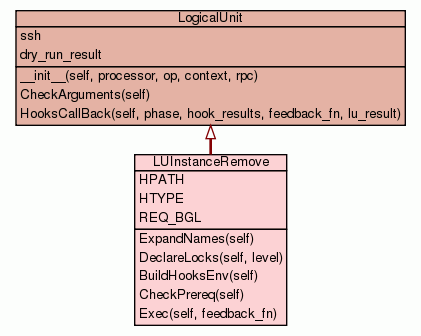 LogicalUnit
ssh
dry_run_result
__init__(self, processor, op, context, rpc)
CheckArguments(self)
HooksCallBack(self, phase, hook_results, feedback_fn, lu_result)
LUInstanceRemove
HPATH
HTYPE
REQ_BGL
ExpandNames(self)
DeclareLocks(self, level)
BuildHooksEnv(self)
CheckPrereq(self)
Exec(self, feedback_fn)